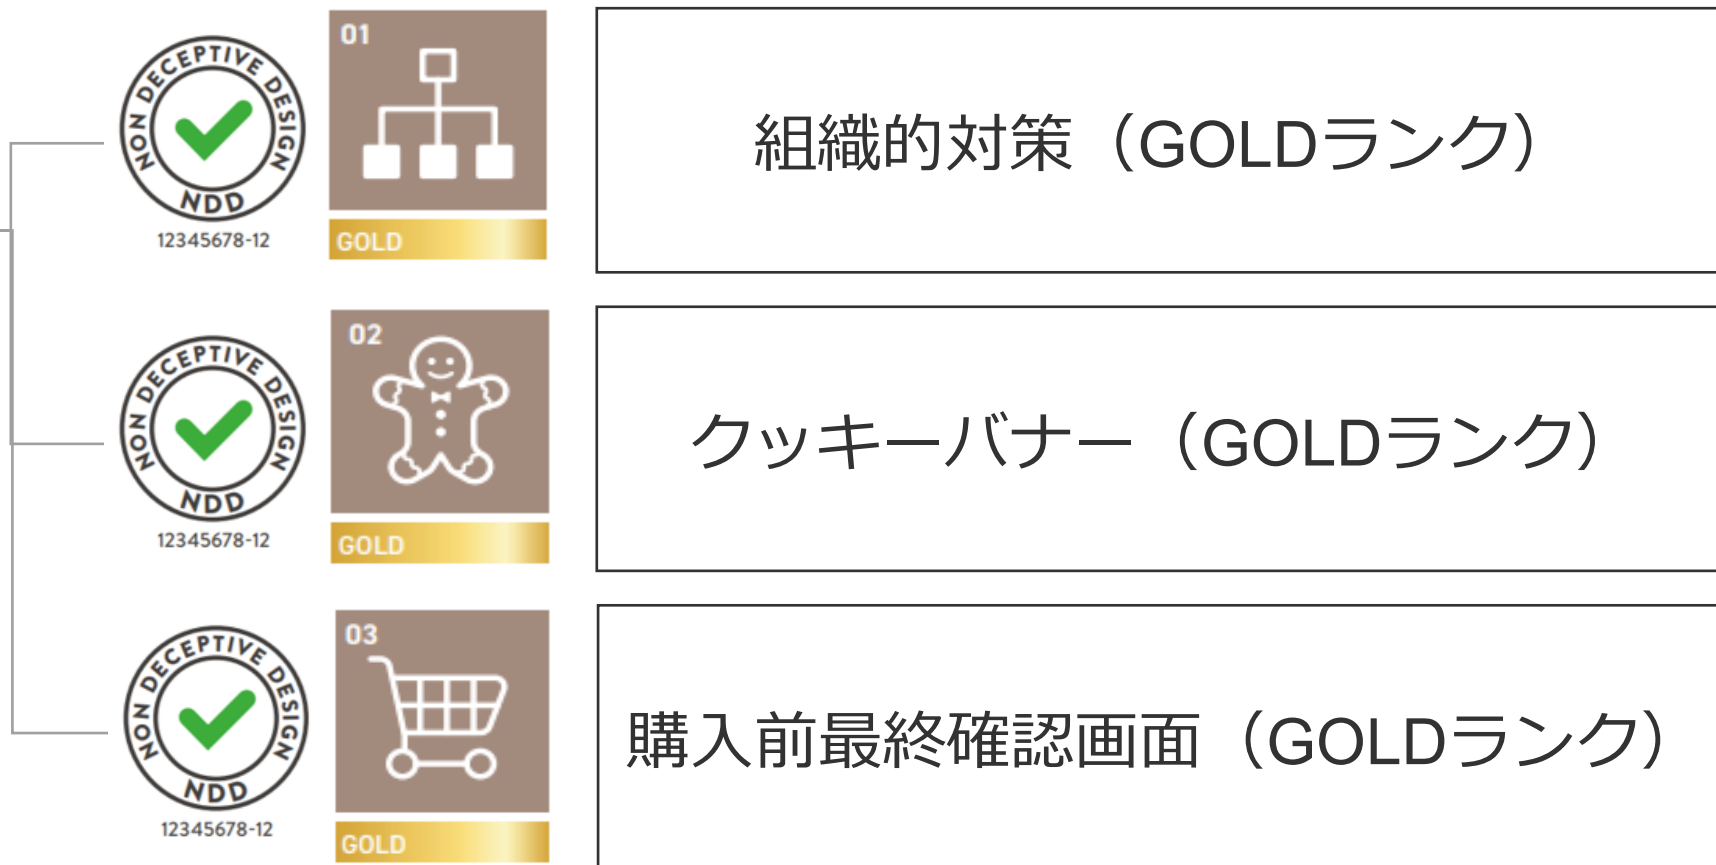 NON DECEPTIVE DESIGN
NDD
12345678-12
01
GOLD
組織的対策（GOLDランク）
NON DECEPTIVE DESIGN
NDD
12345678-12
02
GOLD
クッキーバナー（GOLDランク）
NON DECEPTIVE DESIGN
NDD
12345678-12
03
GOLD
購入前最終確認画面（GOLDランク）